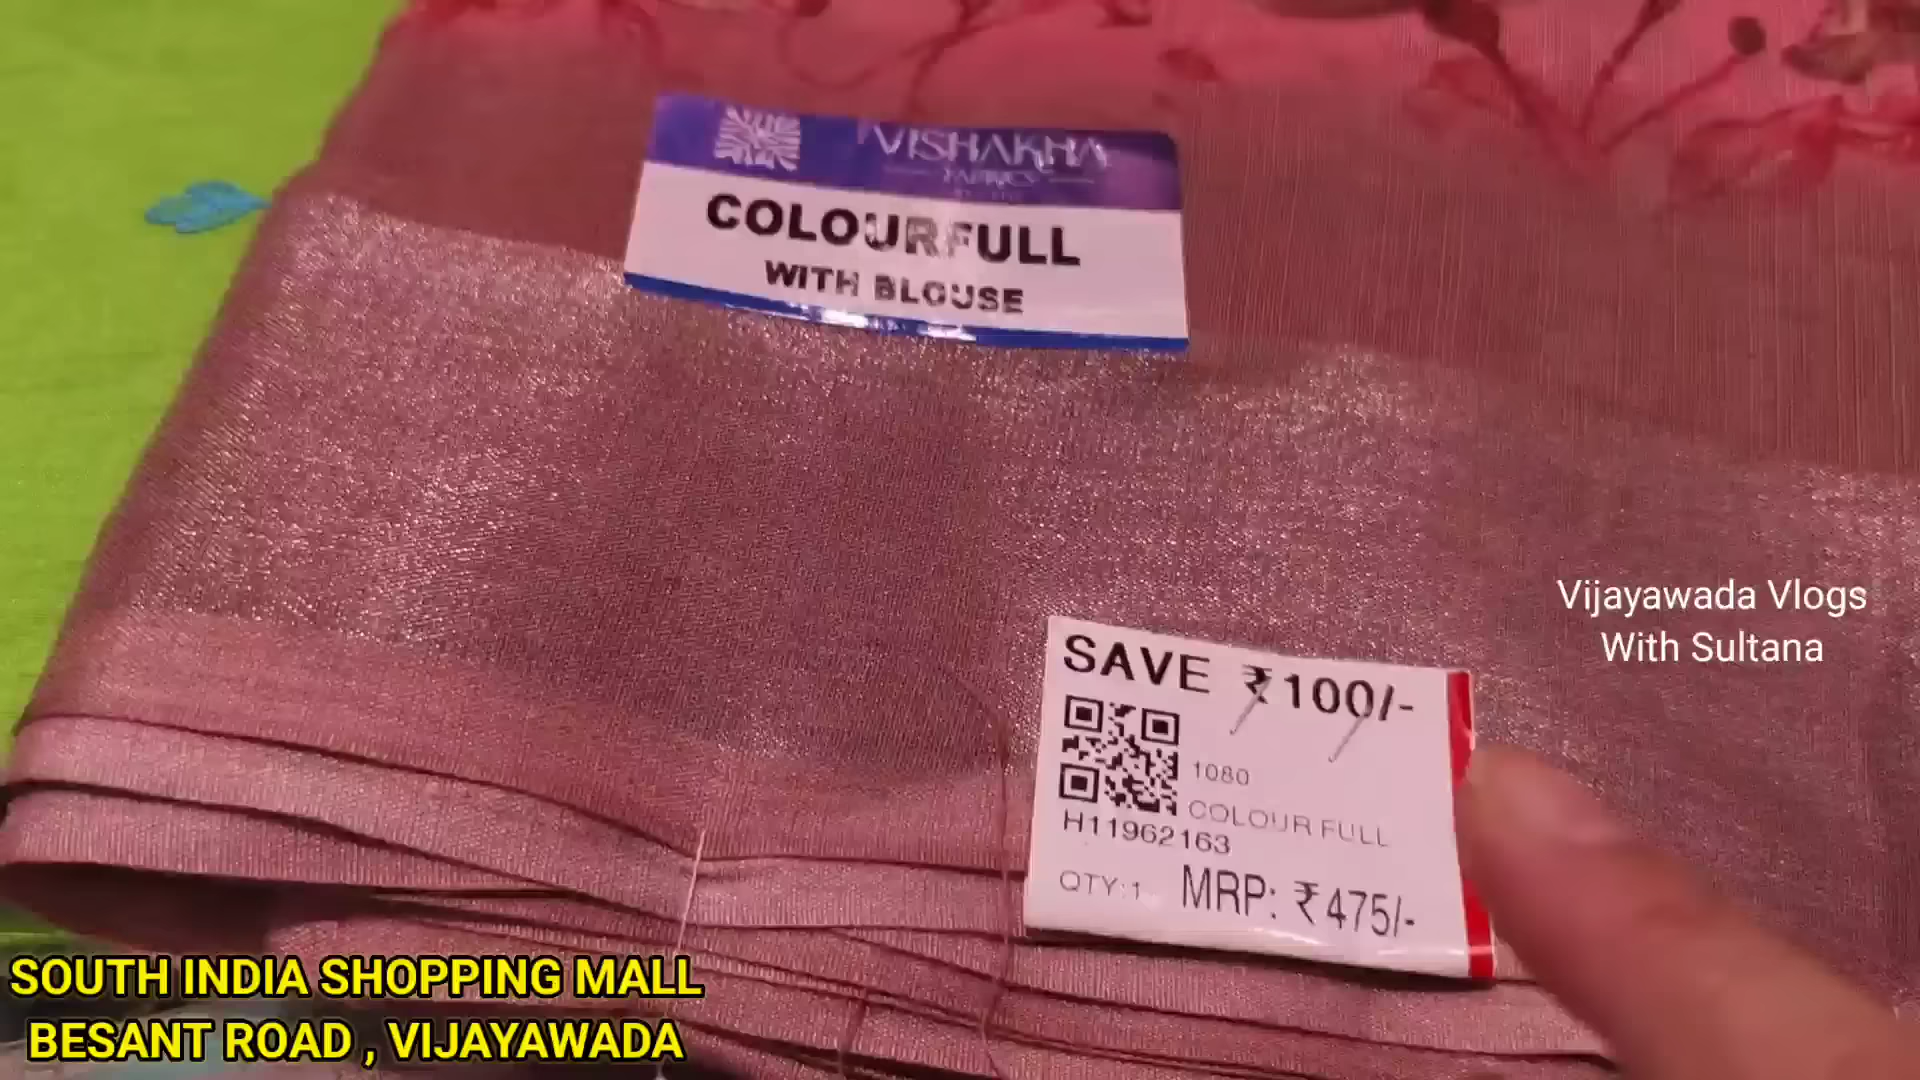 VISHAKHA
FABRICS
COLOURFULL
WITH BLOUSE
Vijayawada Vlogs
With Sultana
SAVE ₹100/-
1080
COLOUR FULL
H11962163
QTY:1 MRP: ₹475/-
SOUTH INDIA SHOPPING MALL
BESANT ROAD , VIJAYAWADA